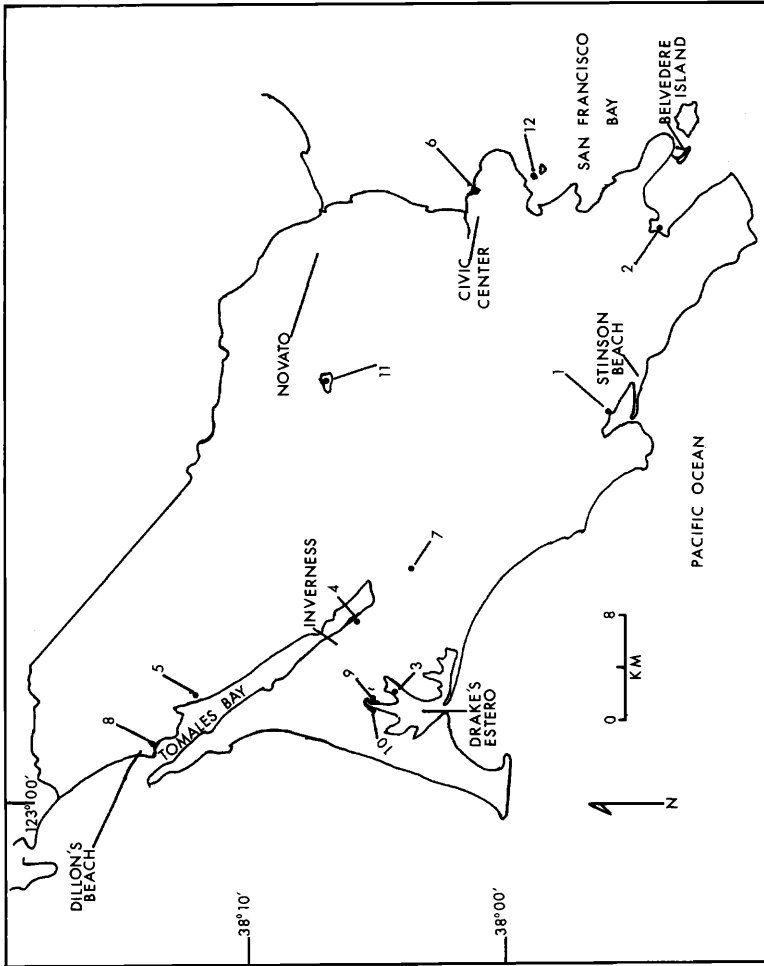 DILLON'S
BEACH
123°00'
38°10'
38°00'
8
5
TOMALES BAY
INVERNESS
4
7
9
10
3
DRAKE'S
ESTERO
NOVATO
11
CIVIC
CENTER
6
12
SAN FRANCISCO
BAY
BELVEDERE
ISLAND
2
1
STINSON
BEACH
PACIFIC OCEAN
0 8
KM
N